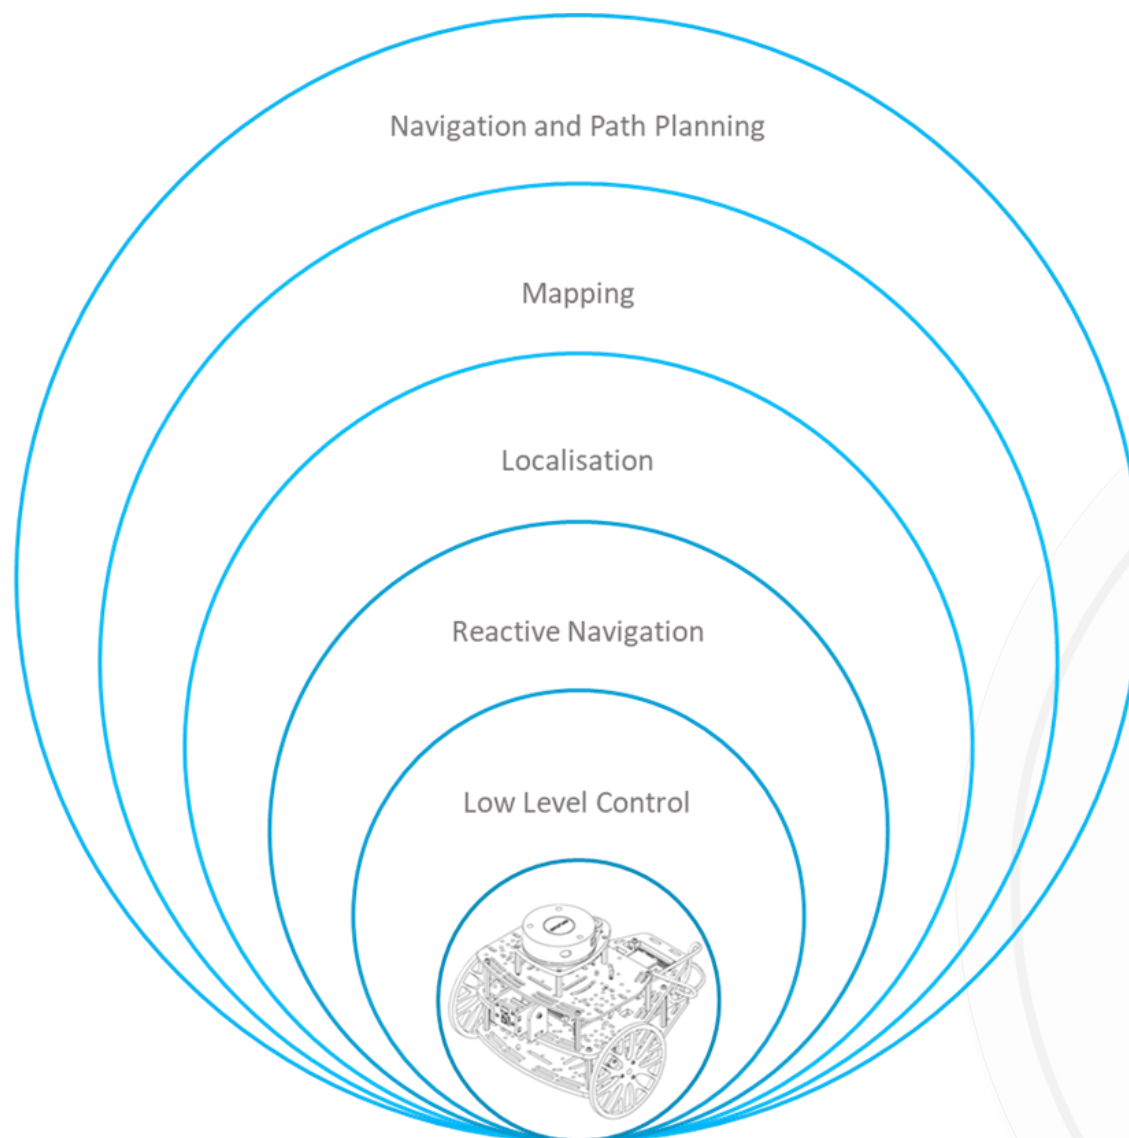 Navigation and Path Planning
Mapping
Localisation
Reactive Navigation
Low Level Control